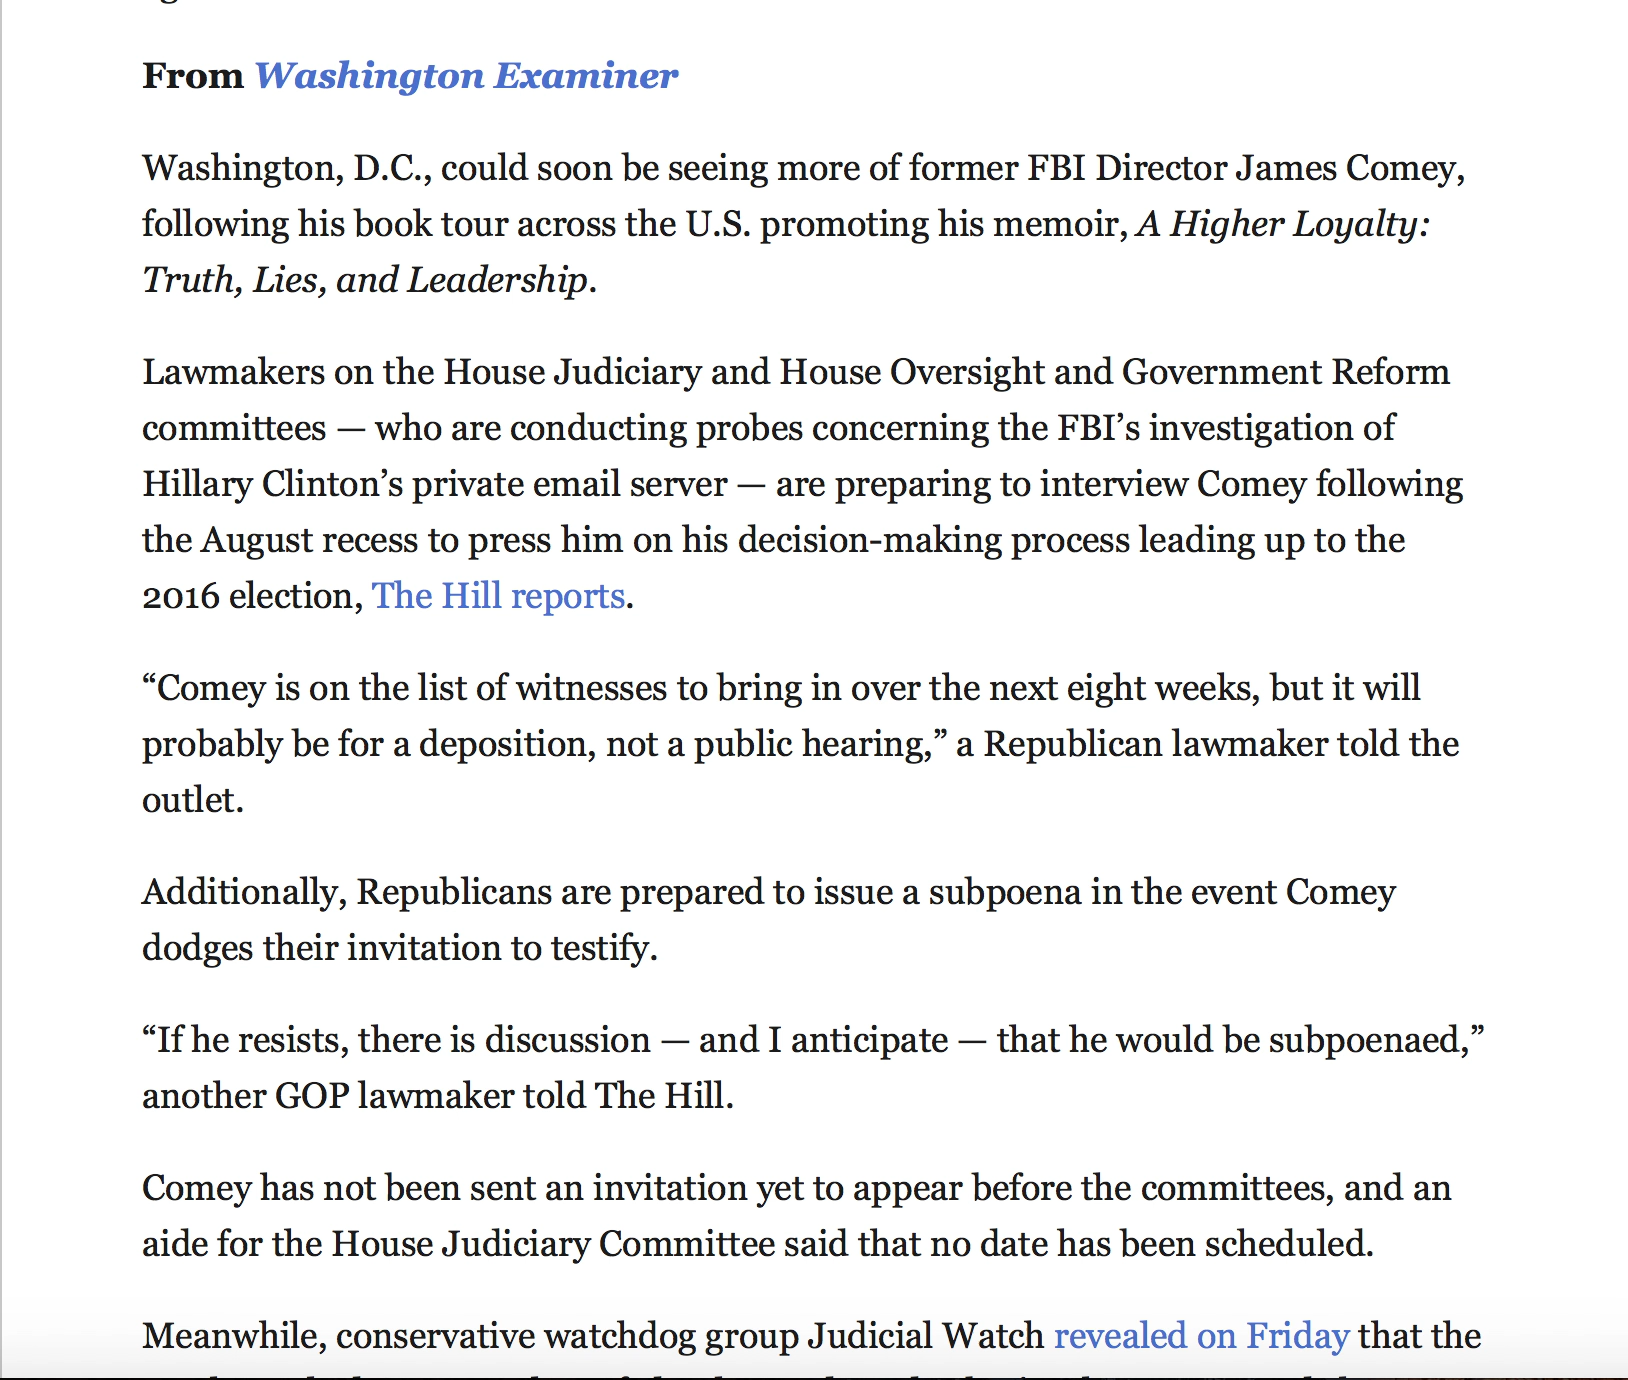 From Washington Examiner
Washington, D.C., could soon be seeing more of former FBI Director James Comey,
following his book tour across the U.S. promoting his memoir, A Higher Loyalty:
Truth, Lies, and Leadership.
Lawmakers on the House Judiciary and House Oversight and Government Reform
committees — who are conducting probes concerning the FBI’s investigation of
Hillary Clinton’s private email server — are preparing to interview Comey following
the August recess to press him on his decision-making process leading up to the
2016 election, The Hill reports.
“Comey is on the list of witnesses to bring in over the next eight weeks, but it will
probably be for a deposition, not a public hearing,” a Republican lawmaker told the
outlet.
Additionally, Republicans are prepared to issue a subpoena in the event Comey
dodges their invitation to testify.
“If he resists, there is discussion — and I anticipate — that he would be subpoenaed,”
another GOP lawmaker told The Hill.
Comey has not been sent an invitation yet to appear before the committees, and an
aide for the House Judiciary Committee said that no date has been scheduled.
Meanwhile, conservative watchdog group Judicial Watch revealed on Friday that the